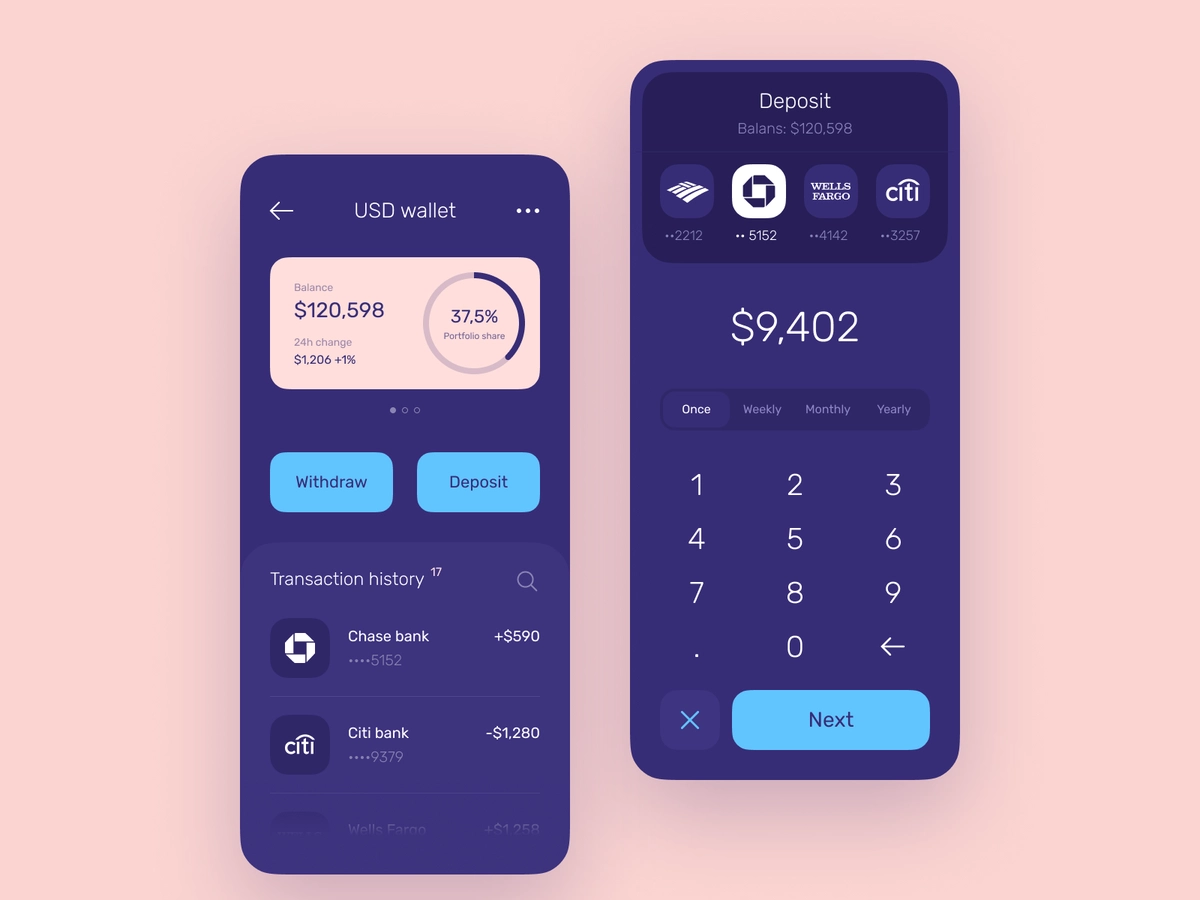 USD wallet
Balance
$120,598
24h change
$1,206 +1%
37,5%
Portfolio share
Withdraw
Deposit
Transaction history 17
Chase bank
+$590
••••5152
citi
Citi bank
-$1,280
••••9379
Wells Fargo
+$1,258
Deposit
Balans: $120,598
WELLS
FARGO
citi
••2212
•• 5152
••4142
••3257
$9,402
Once Weekly Monthly Yearly
1 2 3
4 5 6
7 8 9
. 0
Next